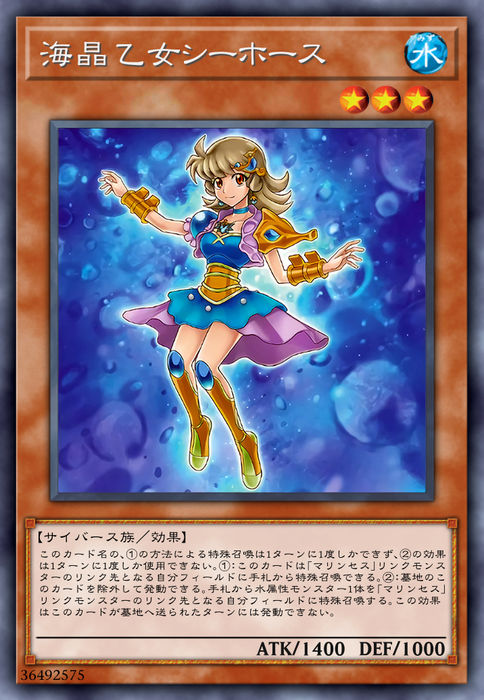 海晶乙女シーホース
みず
水
【サイバース族／効果】
このカード名の、①の方法による特殊召喚は1ターンに1度しかできず、②の効果
は1ターンに1度しか使用できない。①:このカードは「マリンセス」リンクモンス
ターのリンク先となる自分フィールドに手札から特殊召喚できる。②:墓地のこ
のカードを除外して発動できる。手札から水属性モンスター1体を「マリンセス」
リンクモンスターのリンク先となる自分フィールドに特殊召喚する。この効果
はこのカードが墓地へ送られたターンには発動できない。
ATK/1400 DEF/1000
36492575